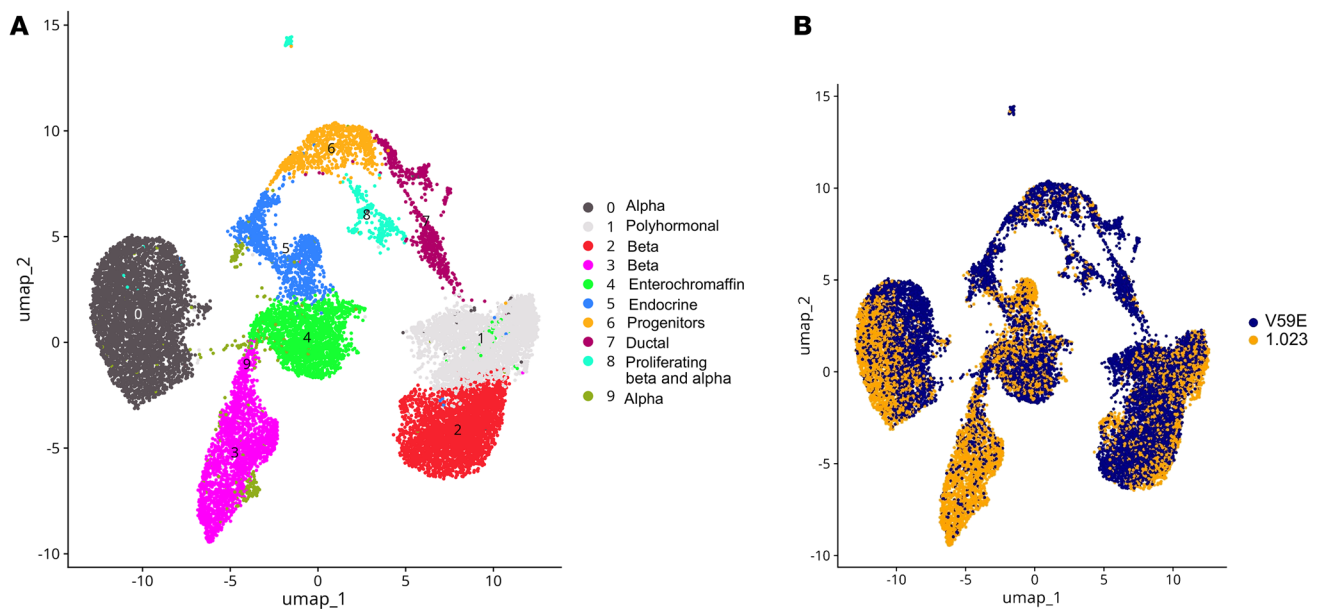 A
B
15
10
5
0
-5
-10
umap_2
-10
-5
0
5
10
umap_1
0
1
2
3
4
5
6
7
8
9
0 Alpha
1 Polyhormonal
2 Beta
3 Beta
4 Enterochromaffin
5 Endocrine
6 Progenitors
7 Ductal
8 Proliferating
beta and alpha
9 Alpha
15
10
5
0
-5
-10
umap_2
-10
-5
0
5
10
umap_1
V59E
1.023